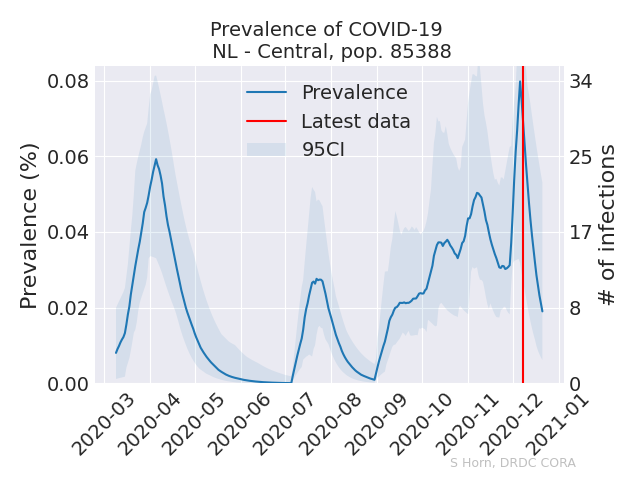 Prevalence of COVID-19
NL - Central, pop. 85388
Prevalence
Latest data
95CI
Prevalence (%)
0.08
0.06
0.04
0.02
0.00
34
25
17
8
0
# of infections
2020-03
2020-04
2020-05
2020-06
2020-07
2020-08
2020-09
2020-10
2020-11
2020-12
2021-01
S Horn, DRDC CORA